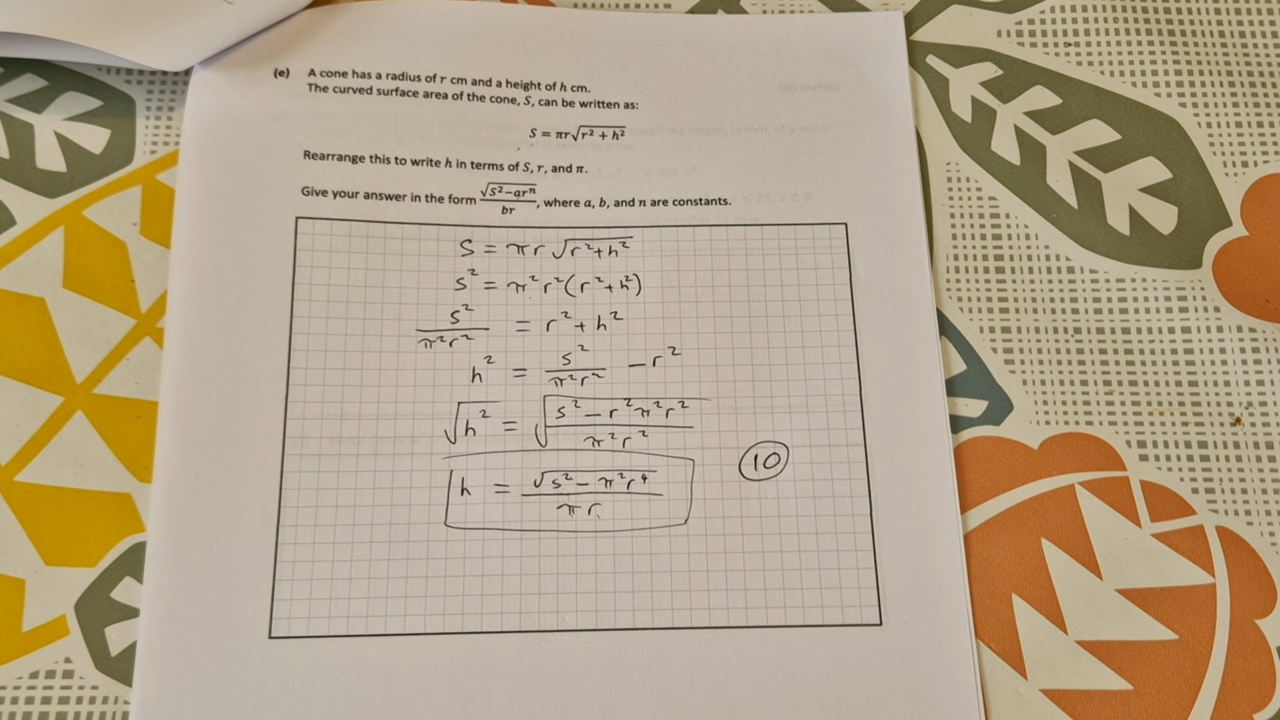 (e) A cone has a radius of r cm and a height of h cm.
The curved surface area of the cone, S, can be written as:
S = πr√(r² + h²)
Rearrange this to write h in terms of S, r, and π.
Give your answer in the form √(S²−arⁿ)/br, where a, b, and n are constants.
S = πr√(r²+h²)
s² = π²r²(r²+h²)
s²/π²r² = r²+h²
h² = s²/π²r² − r²
√h² = √(s²−r²π²r²/π²r²)
10
h = √(s²−π²r⁴)/πr